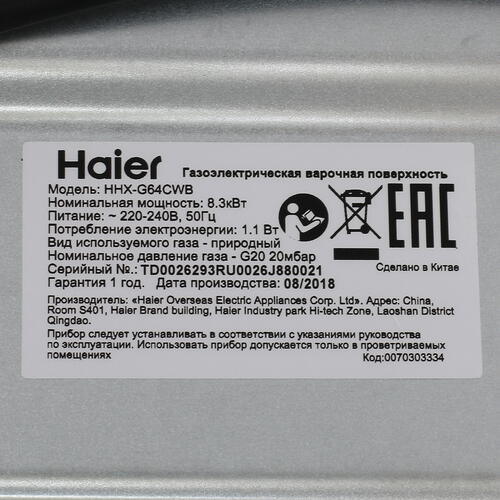 Haier Газоэлектрическая варочная поверхность
Модель: HHX-G64CWB
Номинальная мощность: 8.3кВт
Питание: ~ 220-240В, 50Гц
Потребление электроэнергии: 1.1 Вт
Вид используемого газа - природный
Номинальное давление газа - G20 20мбар
Серийный №: TD0026293RU0026J880021
Гарантия 1 год. Дата производства: 08/2018
EAC
Сделано в Китае
Производитель: «Haier Overseas Electric Appliances Corp. Ltd». Адрес: China,
Room S401, Haier Brand building, Haier Industry park Hi-tech Zone, Laoshan District
Qingdao.
Прибор следует устанавливать в соответствии с указаниями руководства
по эксплуатации. Использовать прибор допускается только в проветриваемых
помещениях
Код:0070303334